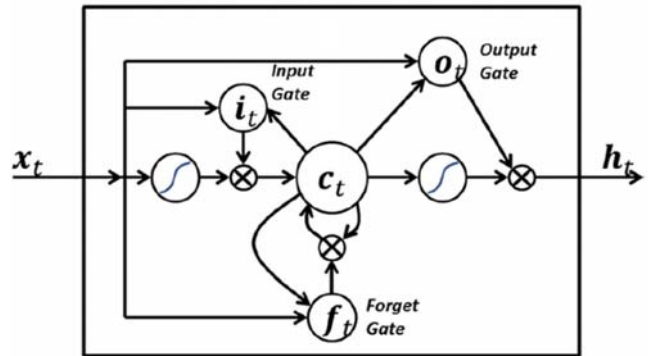 Output
Gate
o_t
Input
Gate
i_t
x_t
c_t
h_t
f_t
Forget
Gate